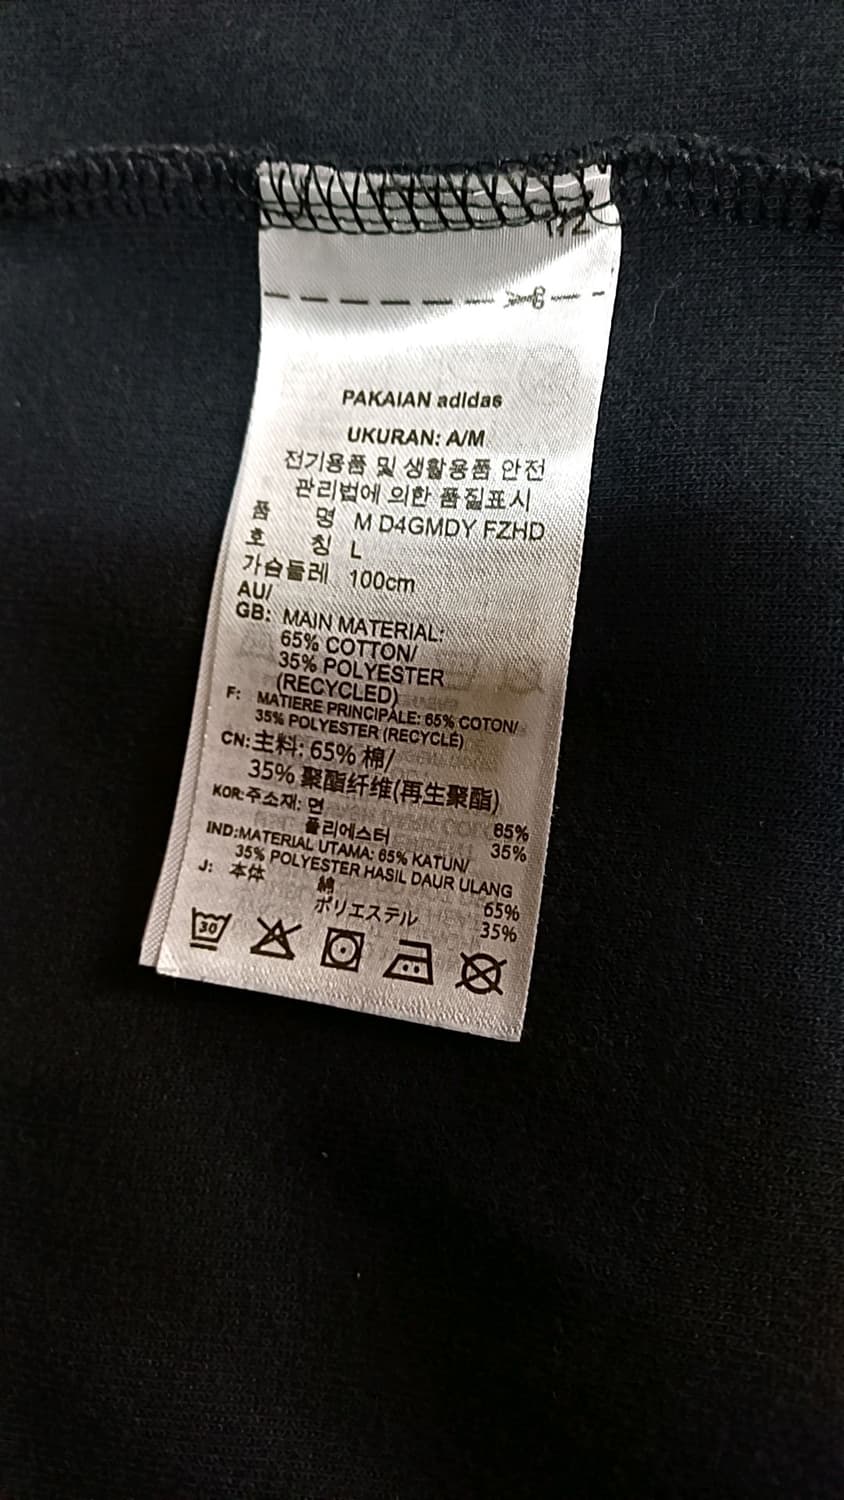 PAKAIAN adidas
UKURAN: A/M
전기용품 및 생활용품 안전
관리법에 의한 품질표시
품 명 M D4GMDY FZHD
호 칭 L
가슴둘레 100cm
AU/
GB: MAIN MATERIAL:
65% COTTON/
35% POLYESTER
(RECYCLED)
F: MATIERE PRINCIPALE: 65% COTON/
35% POLYESTER (RECYCLÉ)
CN:主料: 65% 棉/
35% 聚酯纤维(再生聚酯)
KOR:주소재: 면 65%
폴리에스터 35%
IND:MATERIAL UTAMA: 65% KATUN/
35% POLYESTER HASIL DAUR ULANG
J: 本体 綿 65%
ポリエステル 35%
30